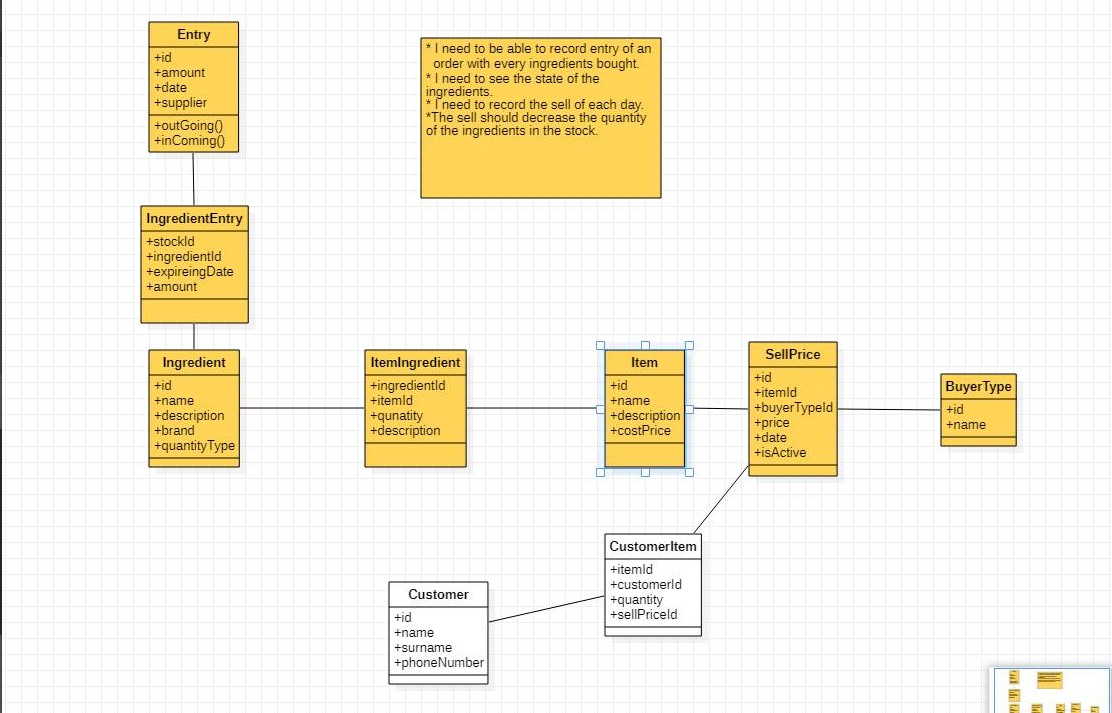 Entry
+id
+amount
+date
+supplier
+outGoing()
+inComing()
* I need to be able to record entry of an
order with every ingredients bought.
* I need to see the state of the
ingredients.
* I need to record the sell of each day.
*The sell should decrease the quantity
of the ingredients in the stock.
IngredientEntry
+stockId
+ingredientId
+expireingDate
+amount
Ingredient
+id
+name
+description
+brand
+quantityType
ItemIngredient
+ingredientId
+itemId
+qunatity
+description
Item
+id
+name
+description
+costPrice
SellPrice
+id
+itemId
+buyerTypeId
+price
+date
+isActive
BuyerType
+id
+name
CustomerItem
+itemId
+customerId
+quantity
+sellPriceId
Customer
+id
+name
+surname
+phoneNumber